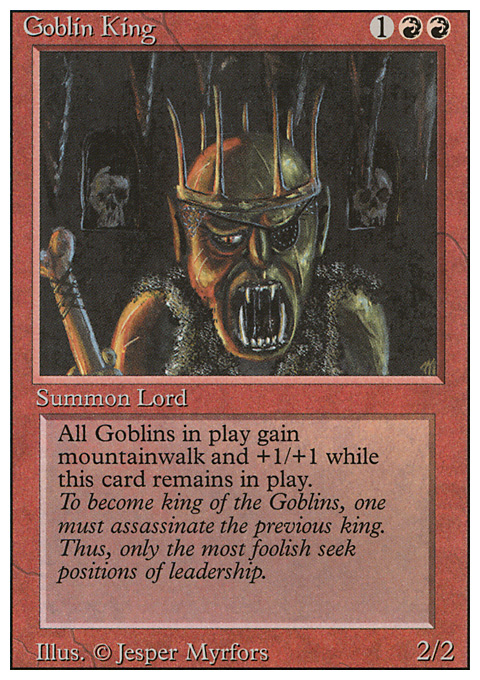 Goblin King 1
Summon Lord
All Goblins in play gain
mountainwalk and +1/+1 while
this card remains in play.
To become king of the Goblins, one
must assassinate the previous king.
Thus, only the most foolish seek
positions of leadership.
Illus. © Jesper Myrfors 2/2